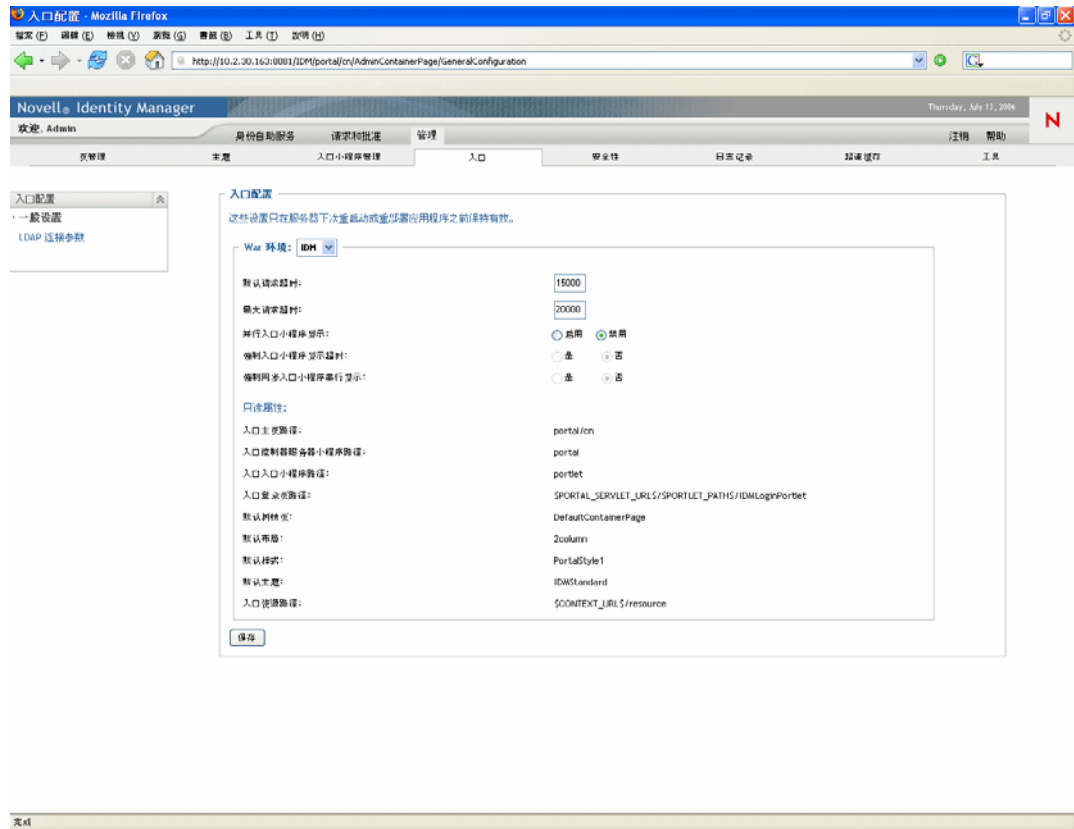 入口配置 - Mozilla Firefox
檔案(F) 編輯(E) 檢視(V) 瀏覽(G) 書籤(B) 工具(T) 說明(H)
http://10.2.30.163:8081/IDM/portal/cn/AdminContainerPage/GeneralConfiguration
G
Novell® Identity Manager
Thursday, July 13, 2006
N
欢迎, Admin
身份自助服务 请求和批准 管理 注销 帮助
页管理 主题 入口小程序管理 入口 安全性 日志记录 超速缓存 工具
入口配置
一般设置
LDAP 连接参数
入口配置
这些设置只在服务器下次重启动或重部署应用程序之前保持有效。
War 环境: IDM
默认请求超时: 15000
最大请求超时: 20000
并行入口小程序显示: 启用 禁用
强制入口小程序显示超时: 是 否
强制同步入口小程序串行显示: 是 否
只读属性:
入口主页路径: portal/cn
入口控制器服务器小程序路径: portal
入口入口小程序路径: portlet
入口登录页路径: $PORTAL_SERVLET_URL$/$PORTLET_PATH$/IDMLoginPortlet
默认树枝页: DefaultContainerPage
默认布局: 2column
默认样式: PortalStyle1
默认主题: IDMStandard
入口资源路径: $CONTEXT_URL$/resource
保存
完成